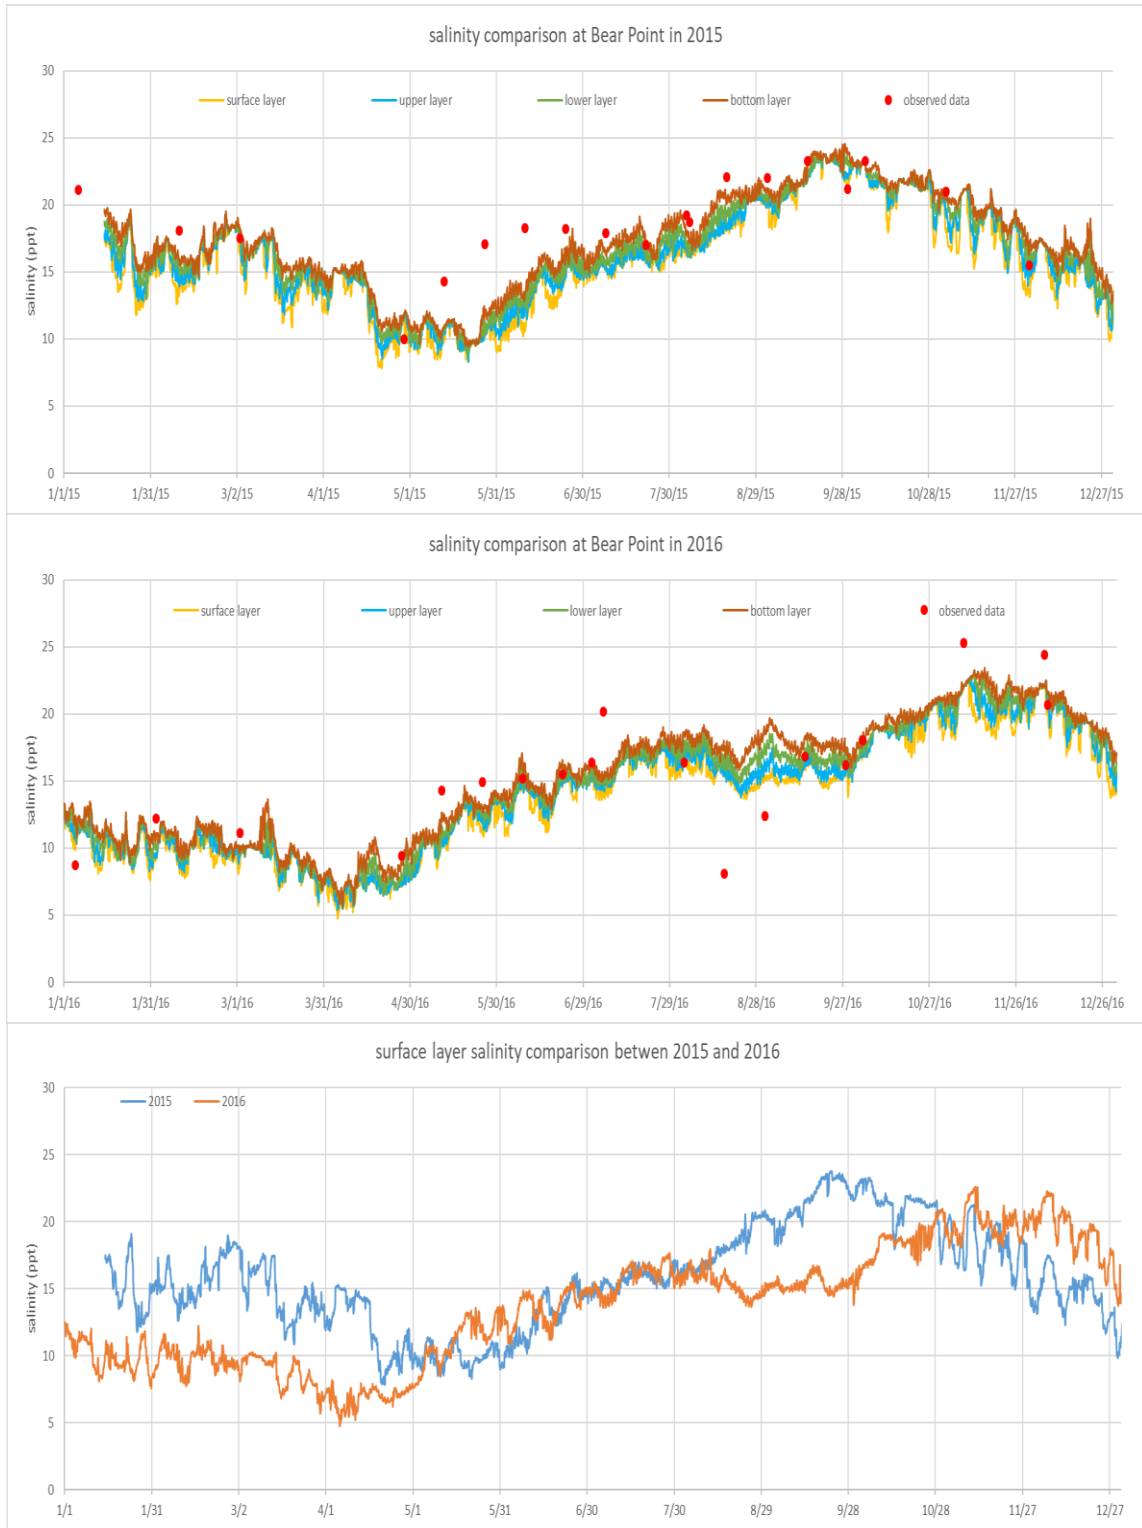 salinity comparison at Bear Point in 2015
30
surface layer upper layer lower layer bottom layer observed data
25
20
15
10
5
0
salinity (ppt)
1/1/15 1/31/15 3/2/15 4/1/15 5/1/15 5/31/15 6/30/15 7/30/15 8/29/15 9/28/15 10/28/15 11/27/15 12/27/15
salinity comparison at Bear Point in 2016
30
surface layer upper layer lower layer bottom layer observed data
25
20
15
10
5
0
salinity (ppt)
1/1/16 1/31/16 3/1/16 3/31/16 4/30/16 5/30/16 6/29/16 7/29/16 8/28/16 9/27/16 10/27/16 11/26/16 12/26/16
surface layer salinity comparison betwen 2015 and 2016
30
2015 2016
25
20
15
10
5
0
salinity (ppt)
1/1 1/31 3/2 4/1 5/1 5/31 6/30 7/30 8/29 9/28 10/28 11/27 12/27